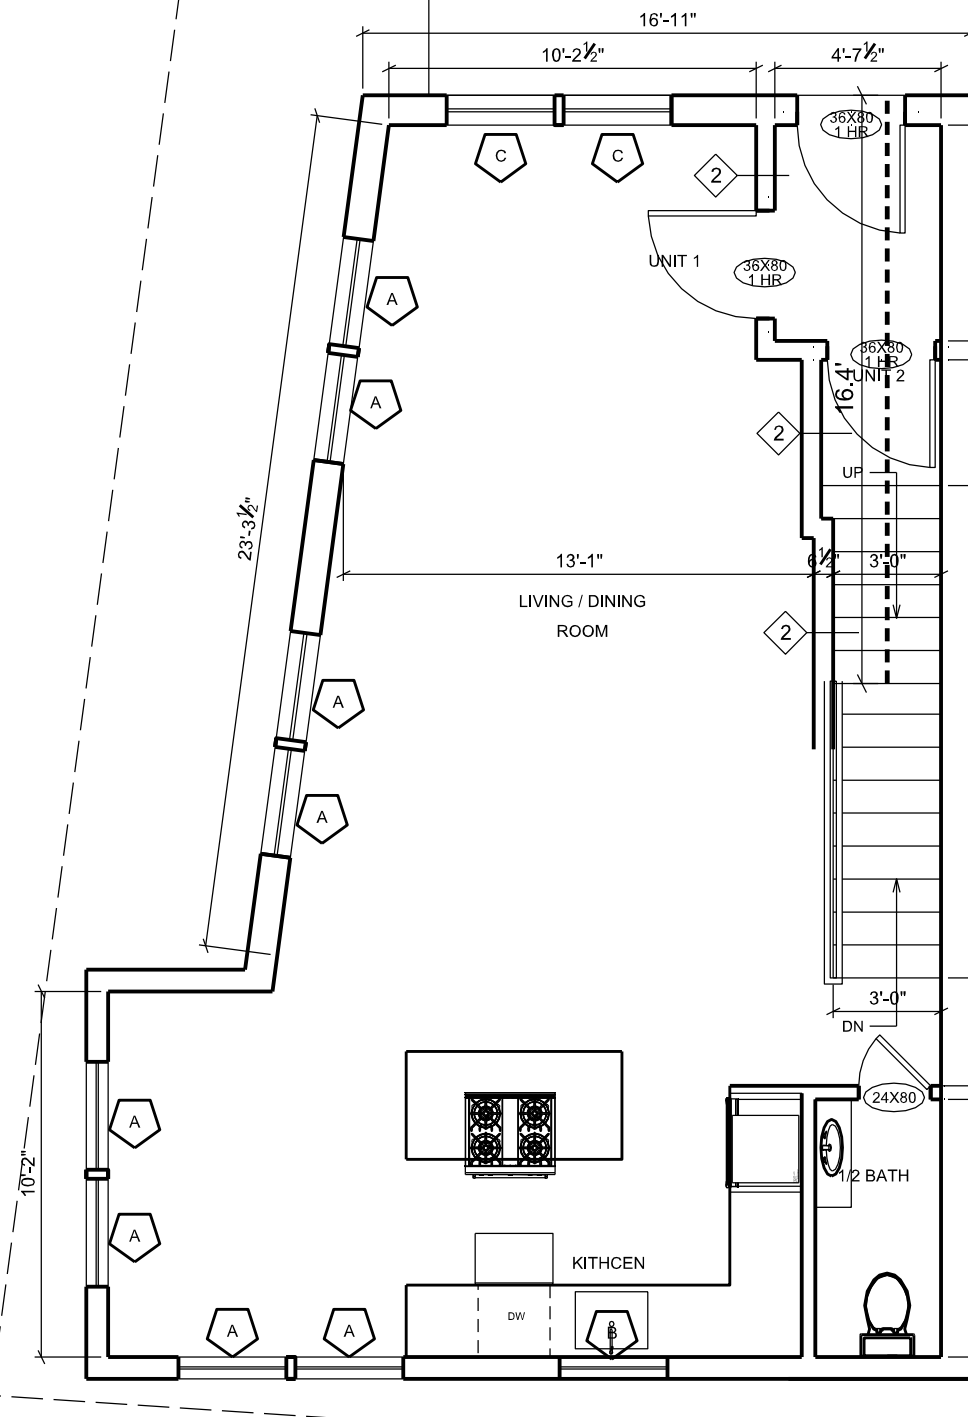 16'-11"
10'-2½"
4'-7½"
36X80
1 HR
C
C
2
UNIT 1
36X80
1 HR
A
36X80
1 HR
UNIT 2
16.4'
A
2
UP
23'-3½"
13'-1"
6½"
3'-0"
LIVING / DINING
ROOM
2
A
A
3'-0"
DN
24X80
A
10'-2"
1/2 BATH
A
KITHCEN
A
A
DW
B